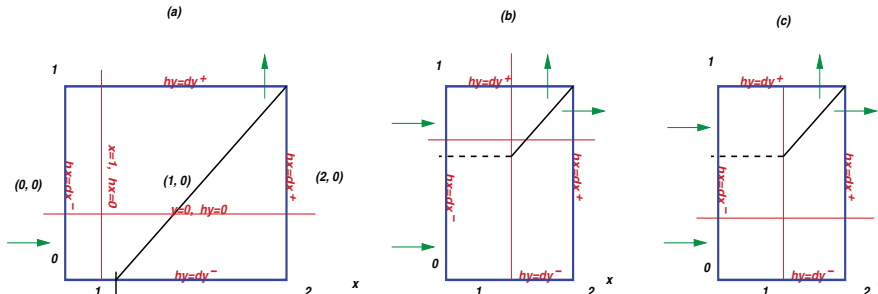 (a)
1
hy=dy+
x=1, hx=0
(0, 0)
hx=dx-
(1, 0)
(2, 0)
hx=dx+
y=0, hy=0
0
hy=dy-
1
2
x
(b)
1
hy=dy+
hx=dx-
hx=dx+
0
hy=dy-
1
2
x
(c)
1
hy=dy+
hx=dx-
hx=dx+
0
hy=dy-
1
2